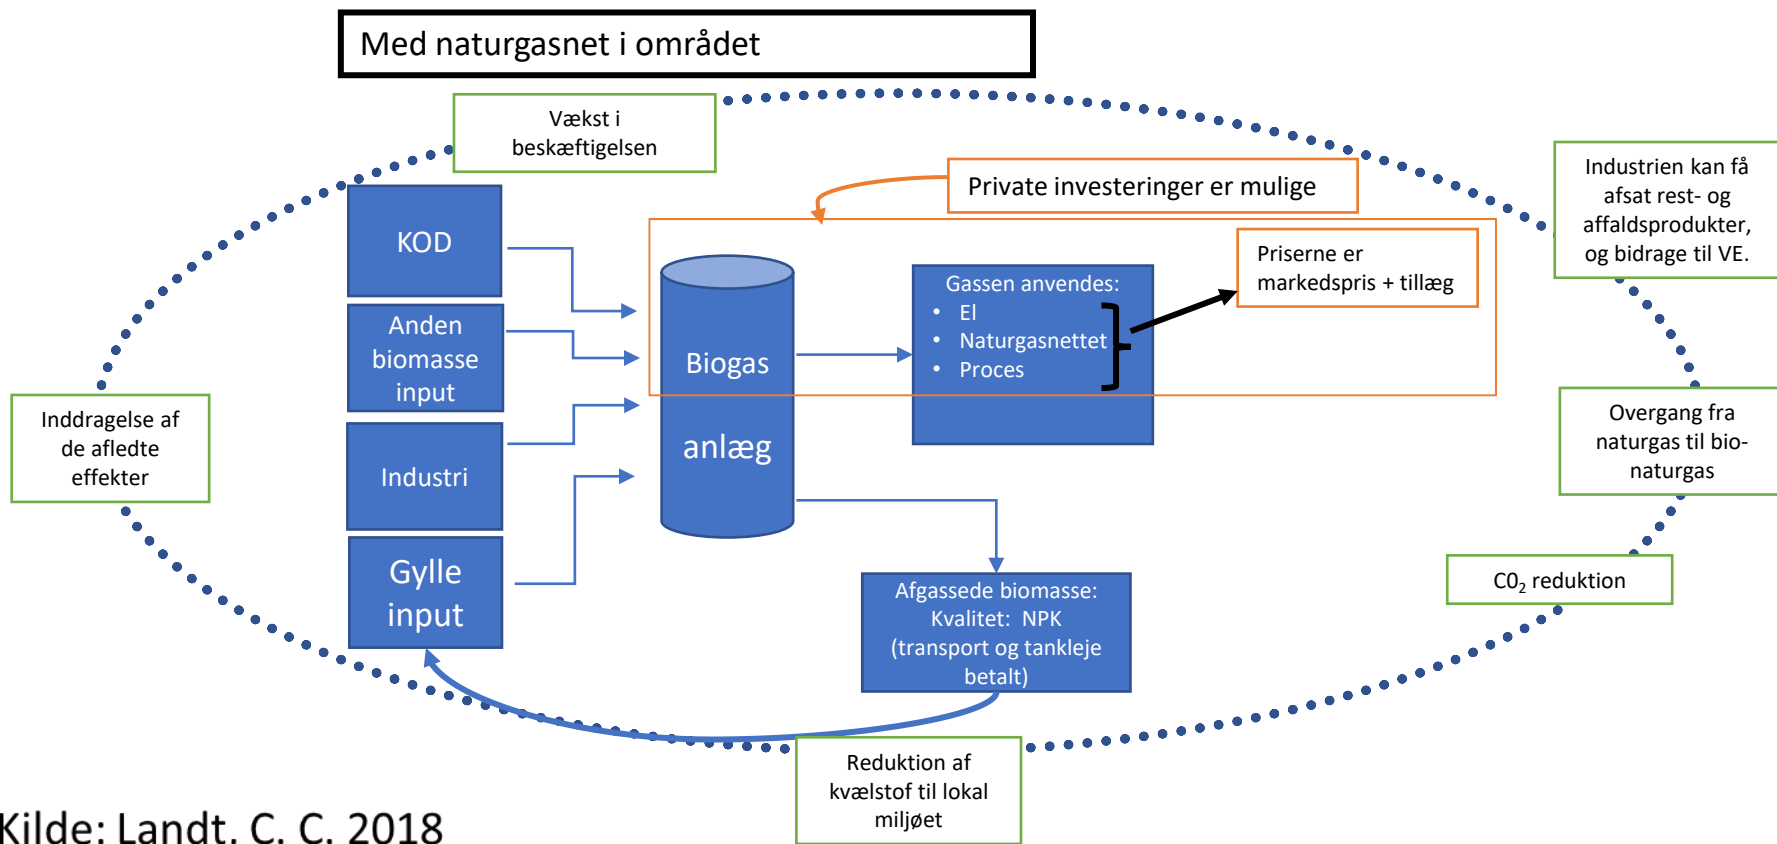 Med naturgasnet i området
Vækst i
beskæftigelsen
Private investeringer er mulige
Industrien kan få
afsat rest- og
affaldsprodukter,
og bidrage til VE.
KOD
Priserne er
markedspris + tillæg
Gassen anvendes:
• El
• Naturgasnettet
• Proces
Anden
biomasse
input
Biogas
anlæg
Inddragelse af
de afledte
effekter
Overgang fra
naturgas til bio-
naturgas
Industri
Gylle
input
C0₂ reduktion
Afgassede biomasse:
Kvalitet: NPK
(transport og tankleje
betalt)
Reduktion af
kvælstof til lokal
miljøet
Kilde: Landt, C. C. 2018